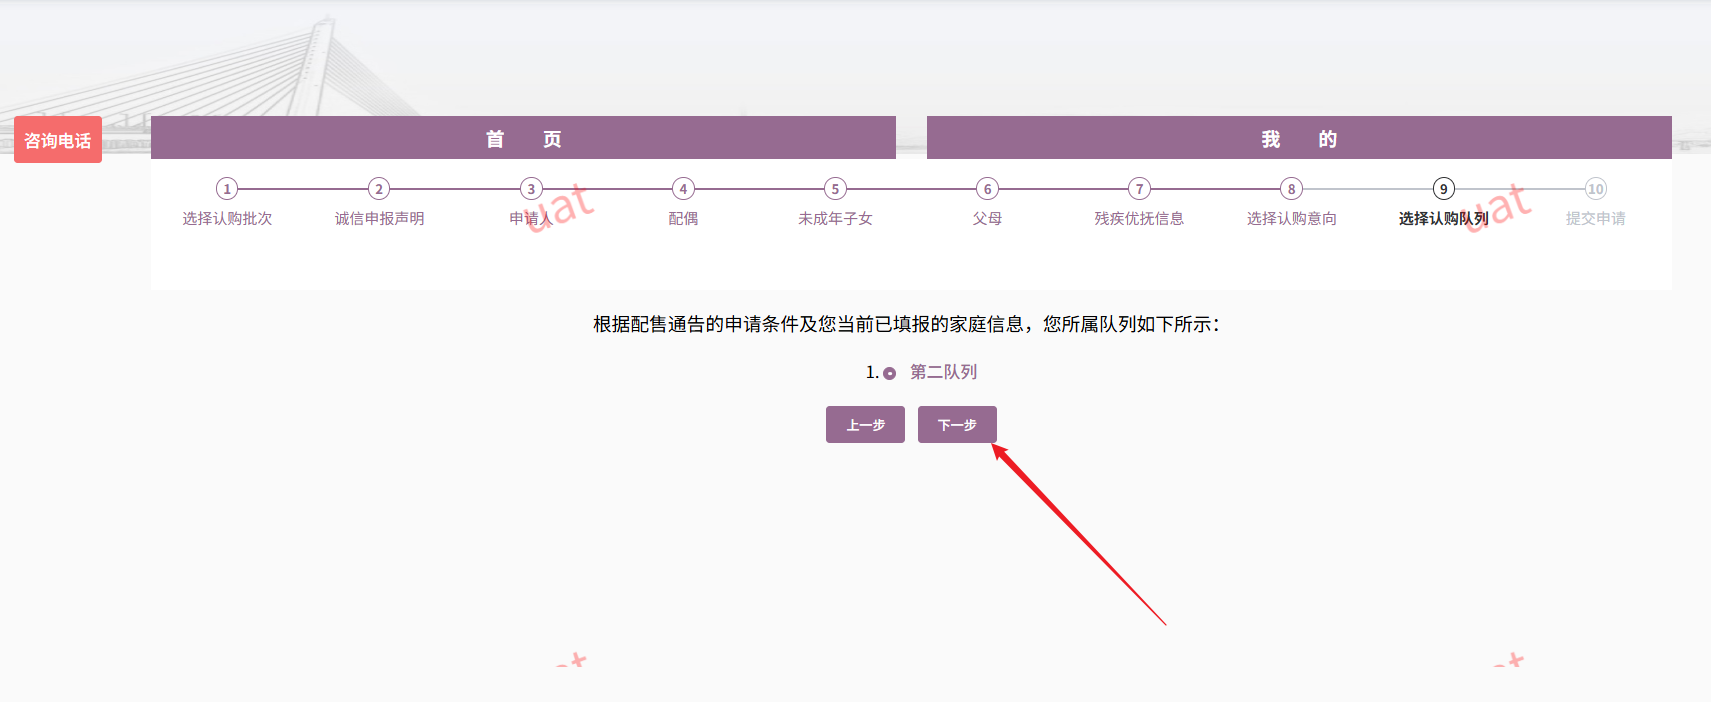 咨询电话
首 页
我 的
1 2 3 4 5 6 7 8 9 10
选择认购批次 诚信申报声明 申请人 配偶 未成年子女 父母 残疾优抚信息 选择认购意向 选择认购队列 提交申请
uat uat
根据配售通告的申请条件及您当前已填报的家庭信息，您所属队列如下所示：
1. 第二队列
上一步 下一步